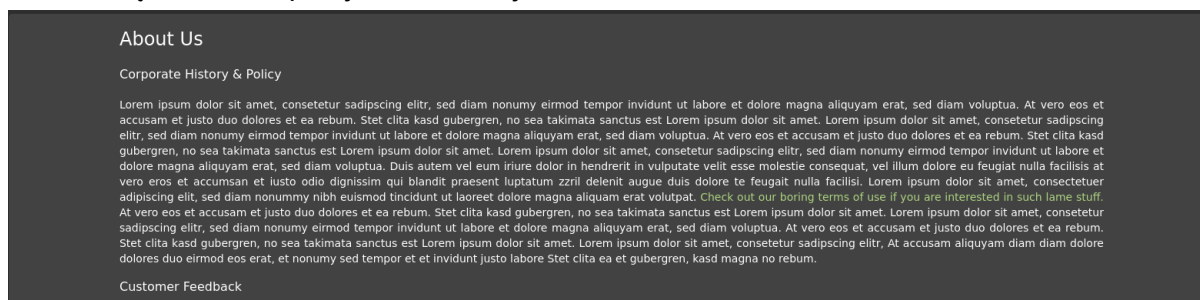 About Us
Corporate History & Policy
Lorem ipsum dolor sit amet, consetetur sadipscing elitr, sed diam nonumy eirmod tempor invidunt ut labore et dolore magna aliquyam erat, sed diam voluptua. At vero eos et
accusam et justo duo dolores et ea rebum. Stet clita kasd gubergren, no sea takimata sanctus est Lorem ipsum dolor sit amet. Lorem ipsum dolor sit amet, consetetur sadipscing
elitr, sed diam nonumy eirmod tempor invidunt ut labore et dolore magna aliquyam erat, sed diam voluptua. At vero eos et accusam et justo duo dolores et ea rebum. Stet clita kasd
gubergren, no sea takimata sanctus est Lorem ipsum dolor sit amet. Lorem ipsum dolor sit amet, consetetur sadipscing elitr, sed diam nonumy eirmod tempor invidunt ut labore et
dolore magna aliquyam erat, sed diam voluptua. Duis autem vel eum iriure dolor in hendrerit in vulputate velit esse molestie consequat, vel illum dolore eu feugiat nulla facilisis at
vero eros et accumsan et iusto odio dignissim qui blandit praesent luptatum zzril delenit augue duis dolore te feugait nulla facilisi. Lorem ipsum dolor sit amet, consectetuer
adipiscing elit, sed diam nonummy nibh euismod tincidunt ut laoreet dolore magna aliquam erat volutpat. Check out our boring terms of use if you are interested in such lame stuff.
At vero eos et accusam et justo duo dolores et ea rebum. Stet clita kasd gubergren, no sea takimata sanctus est Lorem ipsum dolor sit amet. Lorem ipsum dolor sit amet, consetetur
sadipscing elitr, sed diam nonumy eirmod tempor invidunt ut labore et dolore magna aliquyam erat, sed diam voluptua. At vero eos et accusam et justo duo dolores et ea rebum.
Stet clita kasd gubergren, no sea takimata sanctus est Lorem ipsum dolor sit amet. Lorem ipsum dolor sit amet, consetetur sadipscing elitr, At accusam aliquyam diam diam dolore
dolores duo eirmod eos erat, et nonumy sed tempor et et invidunt justo labore Stet clita ea et gubergren, kasd magna no rebum.
Customer Feedback